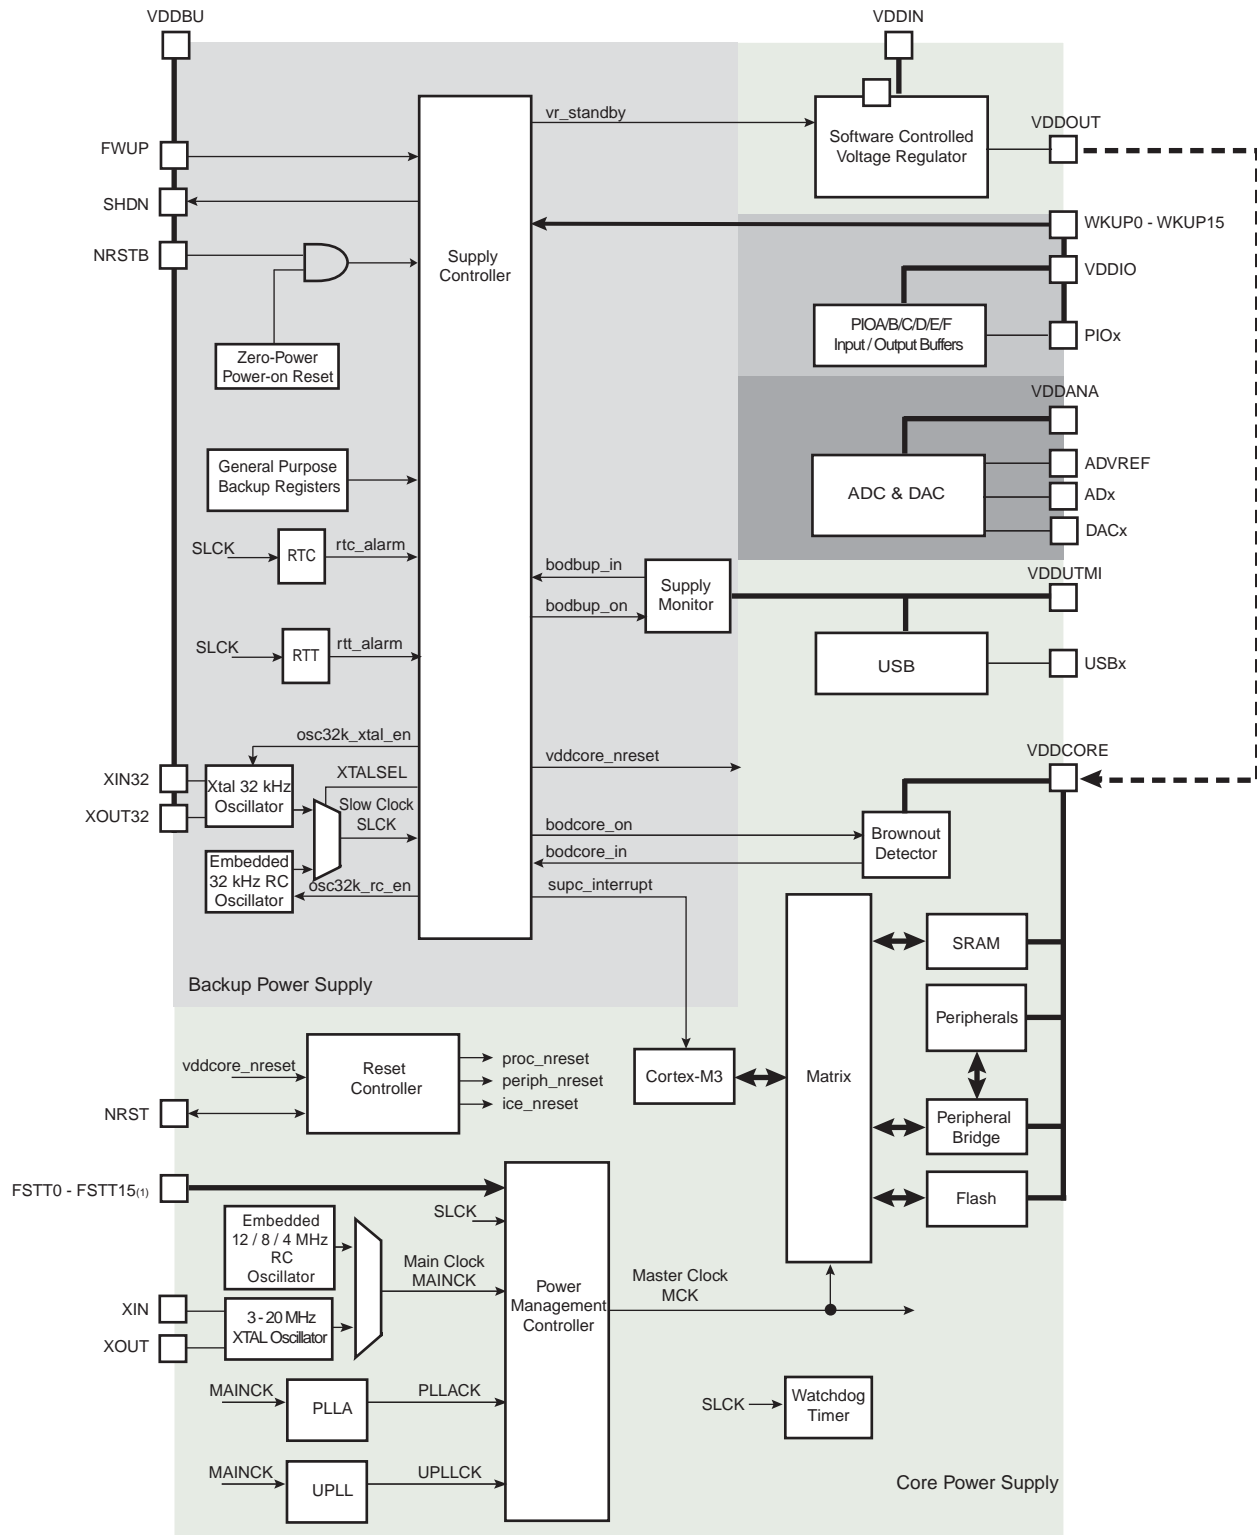 VDDBU
VDDIN
vr_standby
Software Controlled
Voltage Regulator
VDDOUT
FWUP
SHDN
NRSTB
Supply
Controller
WKUP0 - WKUP15
VDDIO
PIOA/B/C/D/E/F
Input / Output Buffers
PIOx
Zero-Power
Power-on Reset
VDDANA
General Purpose
Backup Registers
ADC & DAC
ADVREF
ADx
DACx
SLCK
RTC
rtc_alarm
bodbup_in
bodbup_on
Supply
Monitor
VDDUTMI
SLCK
RTT
rtt_alarm
USB
USBx
osc32k_xtal_en
vddcore_nreset
VDDCORE
XIN32
XOUT32
Xtal 32 kHz
Oscillator
XTALSEL
Slow Clock
SLCK
bodcore_on
bodcore_in
Brownout
Detector
Embedded
32 kHz RC
Oscillator
osc32k_rc_en
supc_interrupt
SRAM
Backup Power Supply
Peripherals
vddcore_nreset
Reset
Controller
proc_nreset
periph_nreset
ice_nreset
Cortex-M3
Matrix
NRST
Peripheral
Bridge
FSTT0 - FSTT15(1)
Flash
SLCK
Embedded
12 / 8 / 4 MHz
RC
Oscillator
Main Clock
MAINCK
Power
Management
Controller
Master Clock
MCK
XIN
XOUT
3 - 20 MHz
XTAL Oscillator
MAINCK
PLLA
PLLACK
SLCK
Watchdog
Timer
MAINCK
UPLL
UPLLCK
Core Power Supply